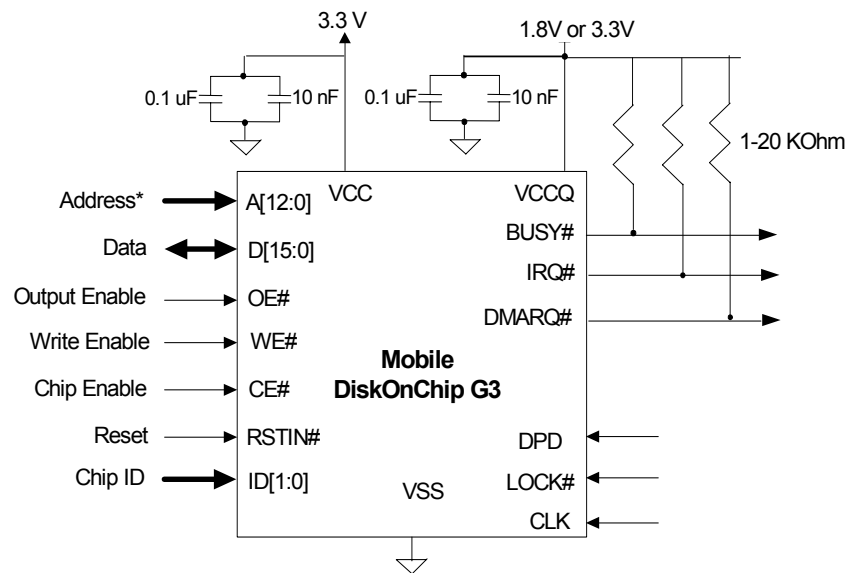 3.3 V
1.8V or 3.3V
0.1 uF
10 nF
0.1 uF
10 nF
1-20 KOhm
VCC
VCCQ
Address*
A[12:0]
BUSY#
Data
D[15:0]
IRQ#
Output Enable
OE#
DMARQ#
Write Enable
WE#
Mobile
DiskOnChip G3
Chip Enable
CE#
Reset
RSTIN#
DPD
Chip ID
ID[1:0]
VSS
LOCK#
CLK